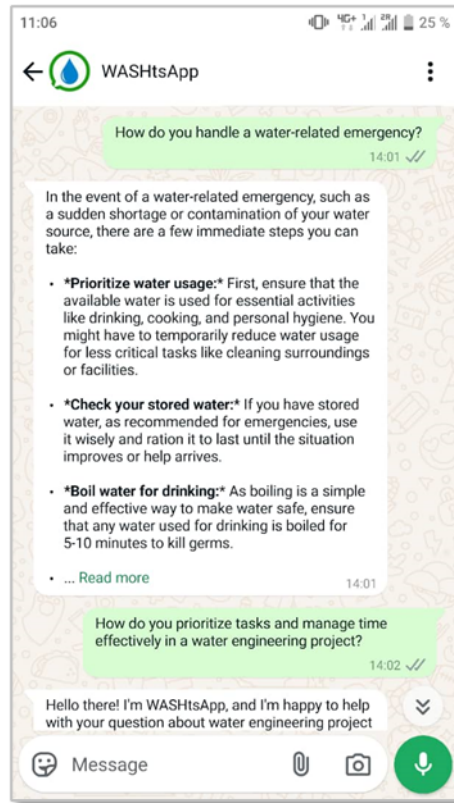 11:06
4G+ 1 2R 25 %
WASHtsApp
How do you handle a water-related emergency?
14:01
In the event of a water-related emergency, such as
a sudden shortage or contamination of your water
source, there are a few immediate steps you can
take:
• *Prioritize water usage:* First, ensure that the
available water is used for essential activities
like drinking, cooking, and personal hygiene. You
might have to temporarily reduce water usage
for less critical tasks like cleaning surroundings
or facilities.
• *Check your stored water:* If you have stored
water, as recommended for emergencies, use
it wisely and ration it to last until the situation
improves or help arrives.
• *Boil water for drinking:* As boiling is a simple
and effective way to make water safe, ensure
that any water used for drinking is boiled for
5-10 minutes to kill germs.
• ... Read more
14:01
How do you prioritize tasks and manage time
effectively in a water engineering project?
14:02
Hello there! I'm WASHtsApp, and I'm happy to help
with your question about water engineering project
Message